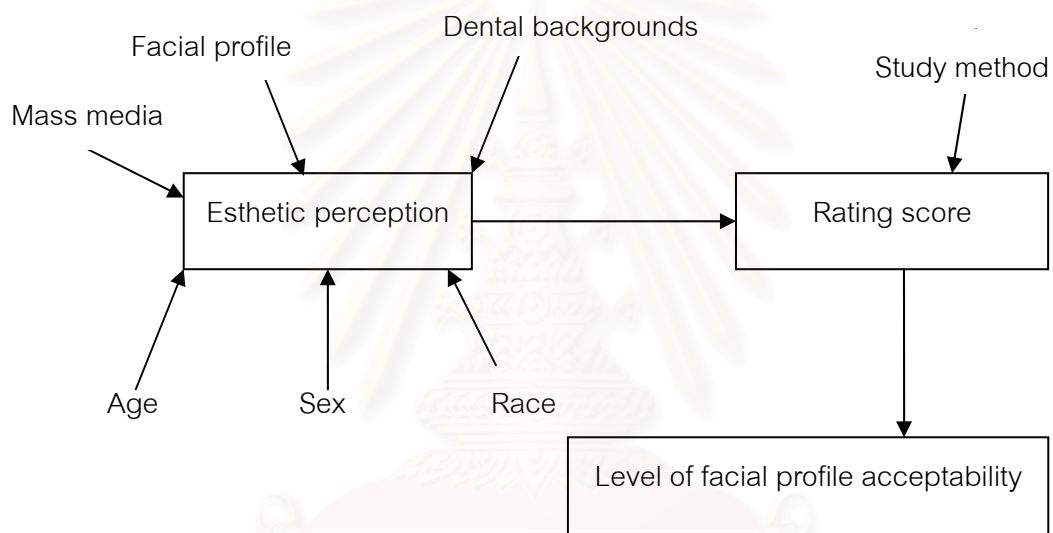 Dental backgrounds
Facial profile
Study method
Mass media
Esthetic perception
Rating score
Age
Sex
Race
Level of facial profile acceptability